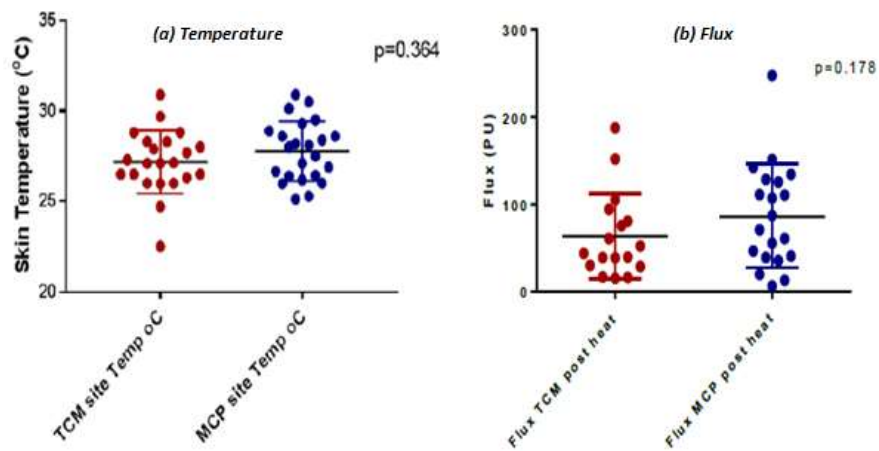 (a) Temperature
p=0.364
Skin Temperature (°C)
35
30
25
20
TCM site Temp oC
MCP site Temp oC
(b) Flux
p=0.178
Flux (PU)
300
200
100
0
Flux TCM post heat
Flux MCP post heat